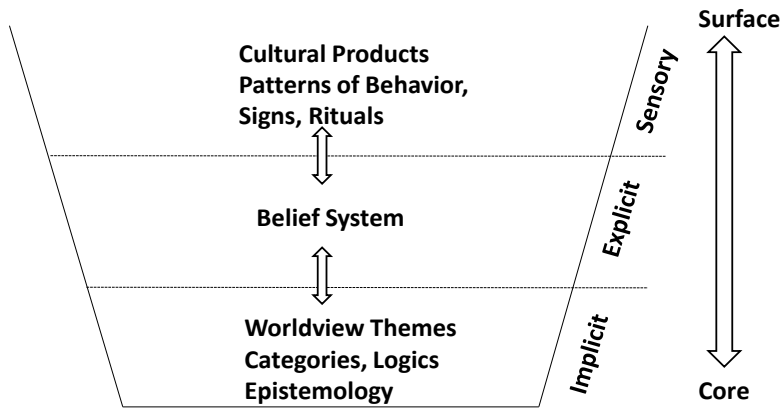 Surface
Cultural Products
Patterns of Behavior,
Signs, Rituals
Sensory
Belief System
Explicit
Worldview Themes
Categories, Logics
Epistemology
Implicit
Core